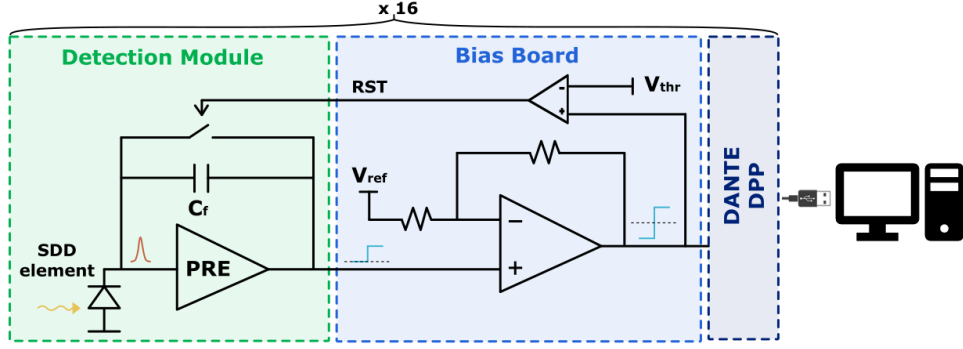 x 16
Detection Module
Bias Board
RST
-
+
Vthr
Cf
Vref
−
+
SDD
element
PRE
DANTE
DPP